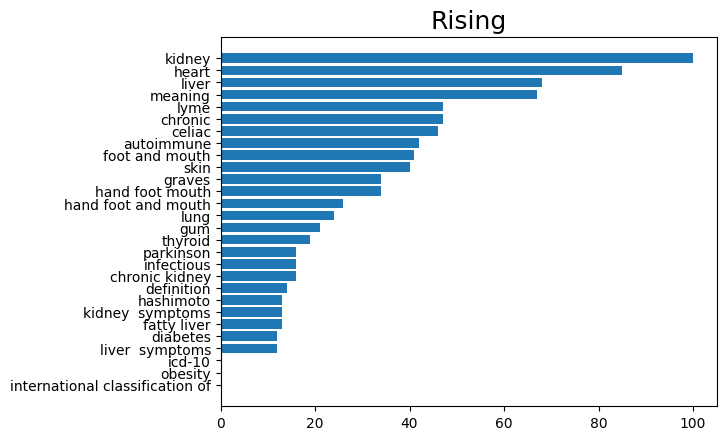 Rising
kidney
heart
liver
meaning
lyme
chronic
celiac
autoimmune
foot and mouth
skin
graves
hand foot mouth
hand foot and mouth
lung
gum
thyroid
parkinson
infectious
chronic kidney
definition
hashimoto
kidney  symptoms
fatty liver
diabetes
liver  symptoms
icd-10
obesity
international classification of
0 20 40 60 80 100